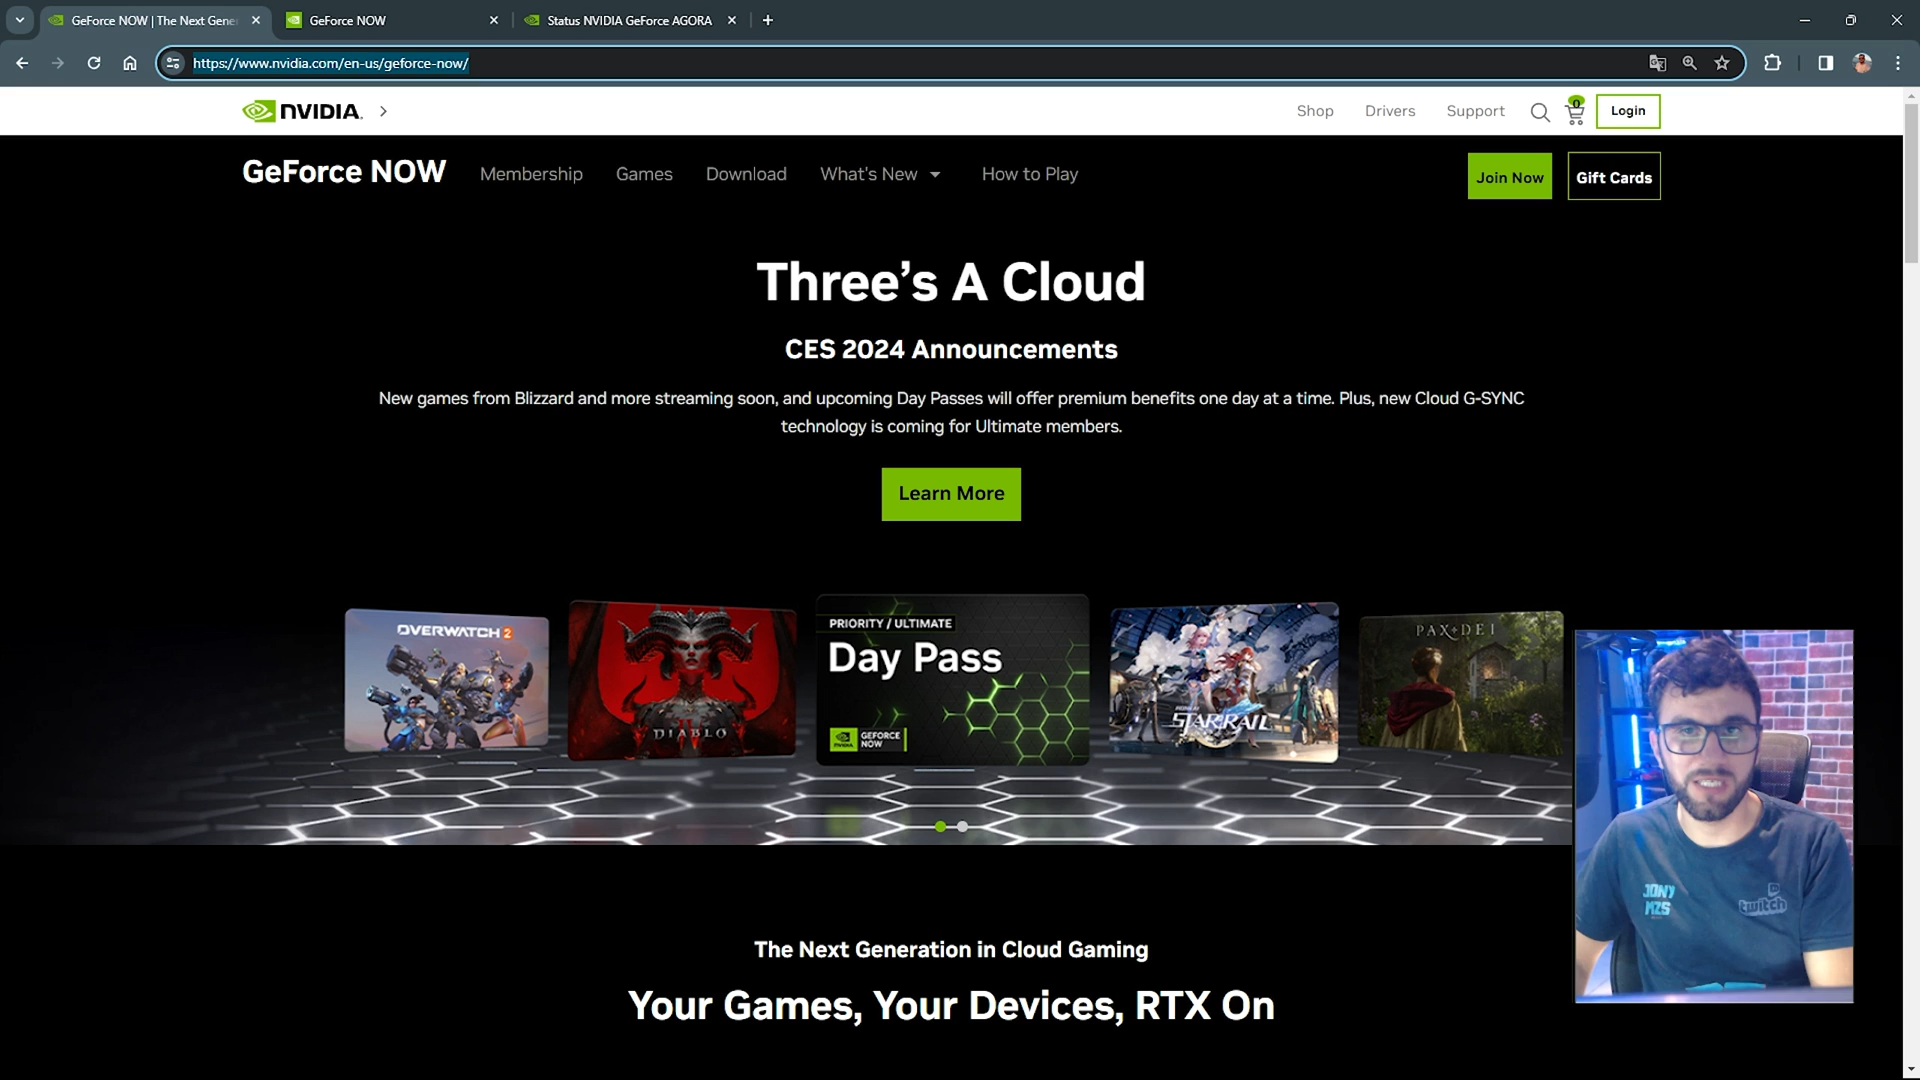 GeForce NOW | The Next Gene
GeForce NOW
Status NVIDIA GeForce AGORA
https://www.nvidia.com/en-us/geforce-now/
NVIDIA.
Shop
Drivers
Support
0
Login
GeForce NOW
Membership
Games
Download
What's New
How to Play
Join Now
Gift Cards
Three's A Cloud
CES 2024 Announcements
New games from Blizzard and more streaming soon, and upcoming Day Passes will offer premium benefits one day at a time. Plus, new Cloud G-SYNC
technology is coming for Ultimate members.
Learn More
OVERWATCH 2
DIABLO
PRIORITY / ULTIMATE
Day Pass
NVIDIA
GEFORCE
NOW
STAR RAIL
PAX DEI
JONY
MZS
twitch
The Next Generation in Cloud Gaming
Your Games, Your Devices, RTX On